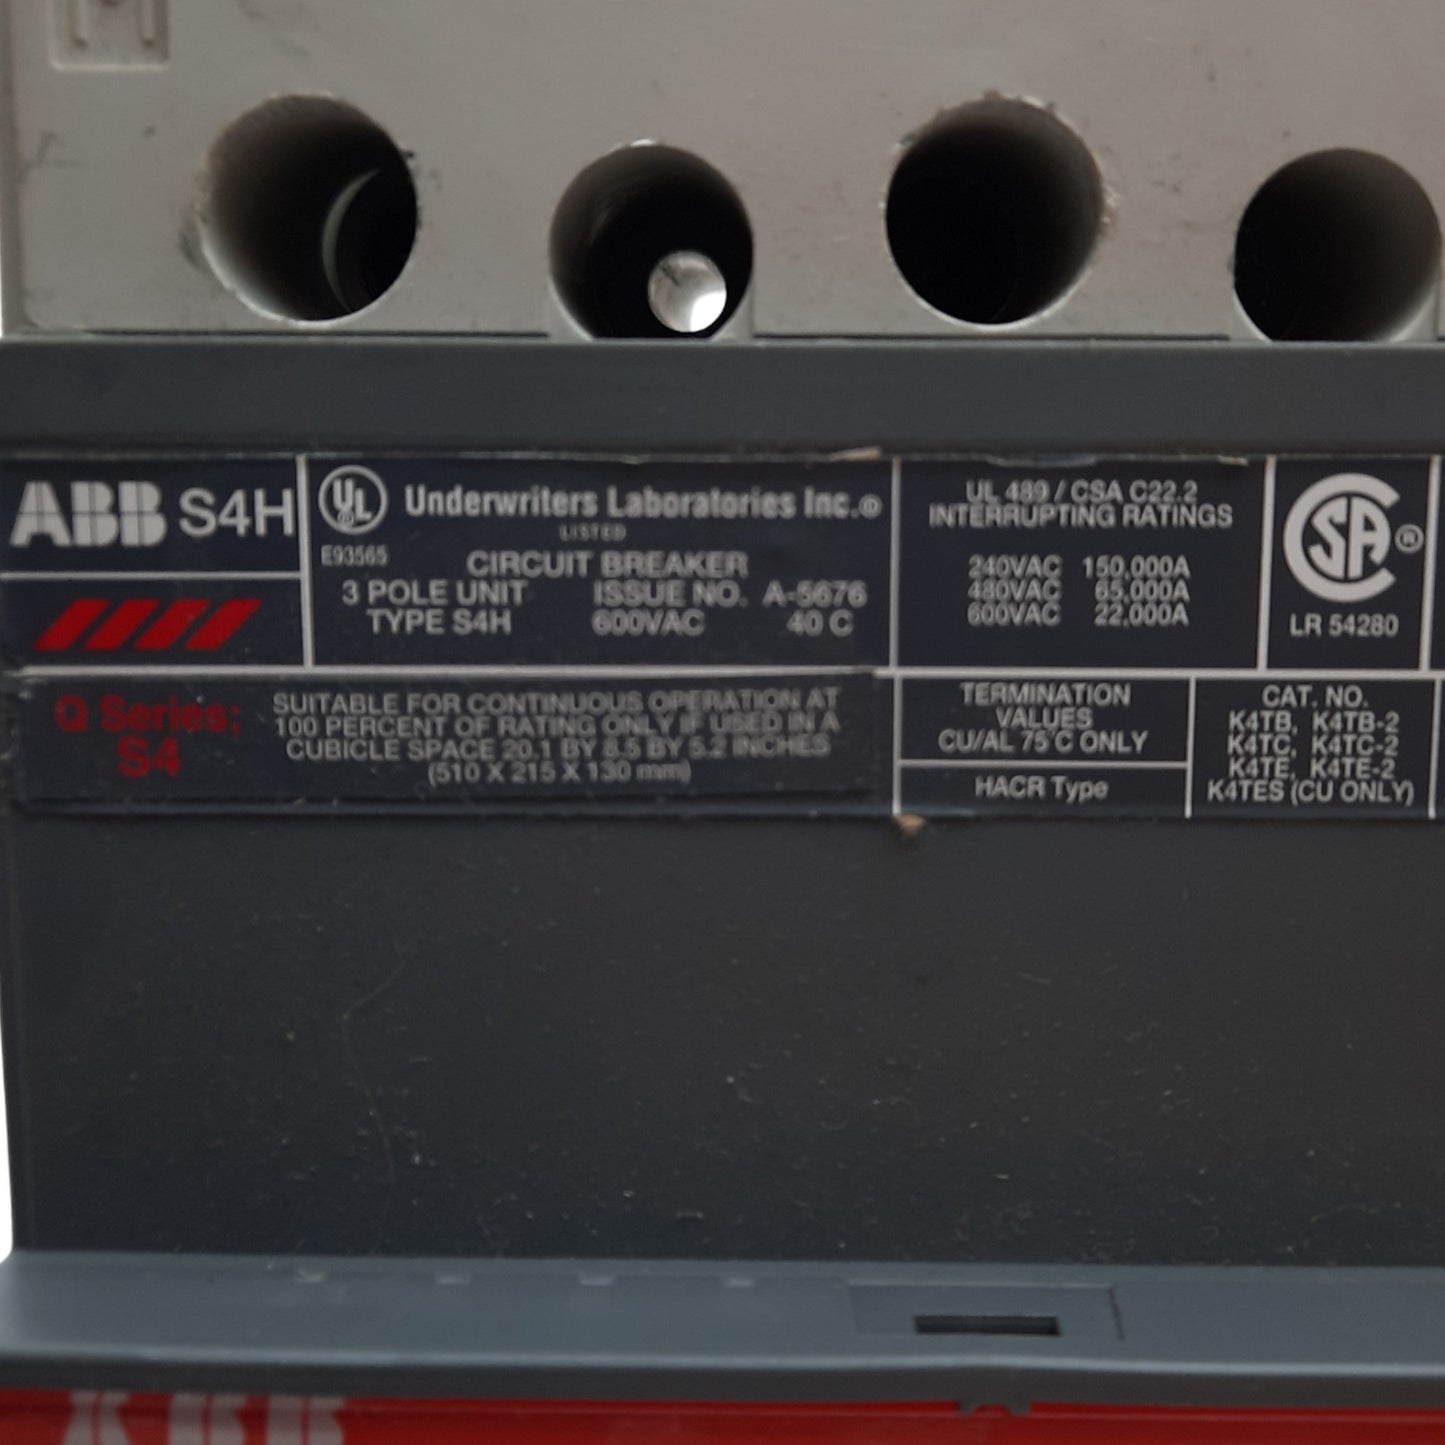 ABB S4H
UL
E93565
Underwriters Laboratories Inc.®
LISTED
CIRCUIT BREAKER
3 POLE UNIT ISSUE NO. A-5676
TYPE S4H 600VAC 40 C
UL 489 / CSA C22.2
INTERRUPTING RATINGS
240VAC 150,000A
480VAC 65,000A
600VAC 22,000A
CSA®
LR 54280
Q Series;
S4
SUITABLE FOR CONTINUOUS OPERATION AT
100 PERCENT OF RATING ONLY IF USED IN A
CUBICLE SPACE 20.1 BY 8.5 BY 5.2 INCHES
(510 X 215 X 130 mm)
TERMINATION
VALUES
CU/AL 75°C ONLY
HACR Type
CAT. NO.
K4TB, K4TB-2
K4TC, K4TC-2
K4TE, K4TE-2
K4TES (CU ONLY)
ABB